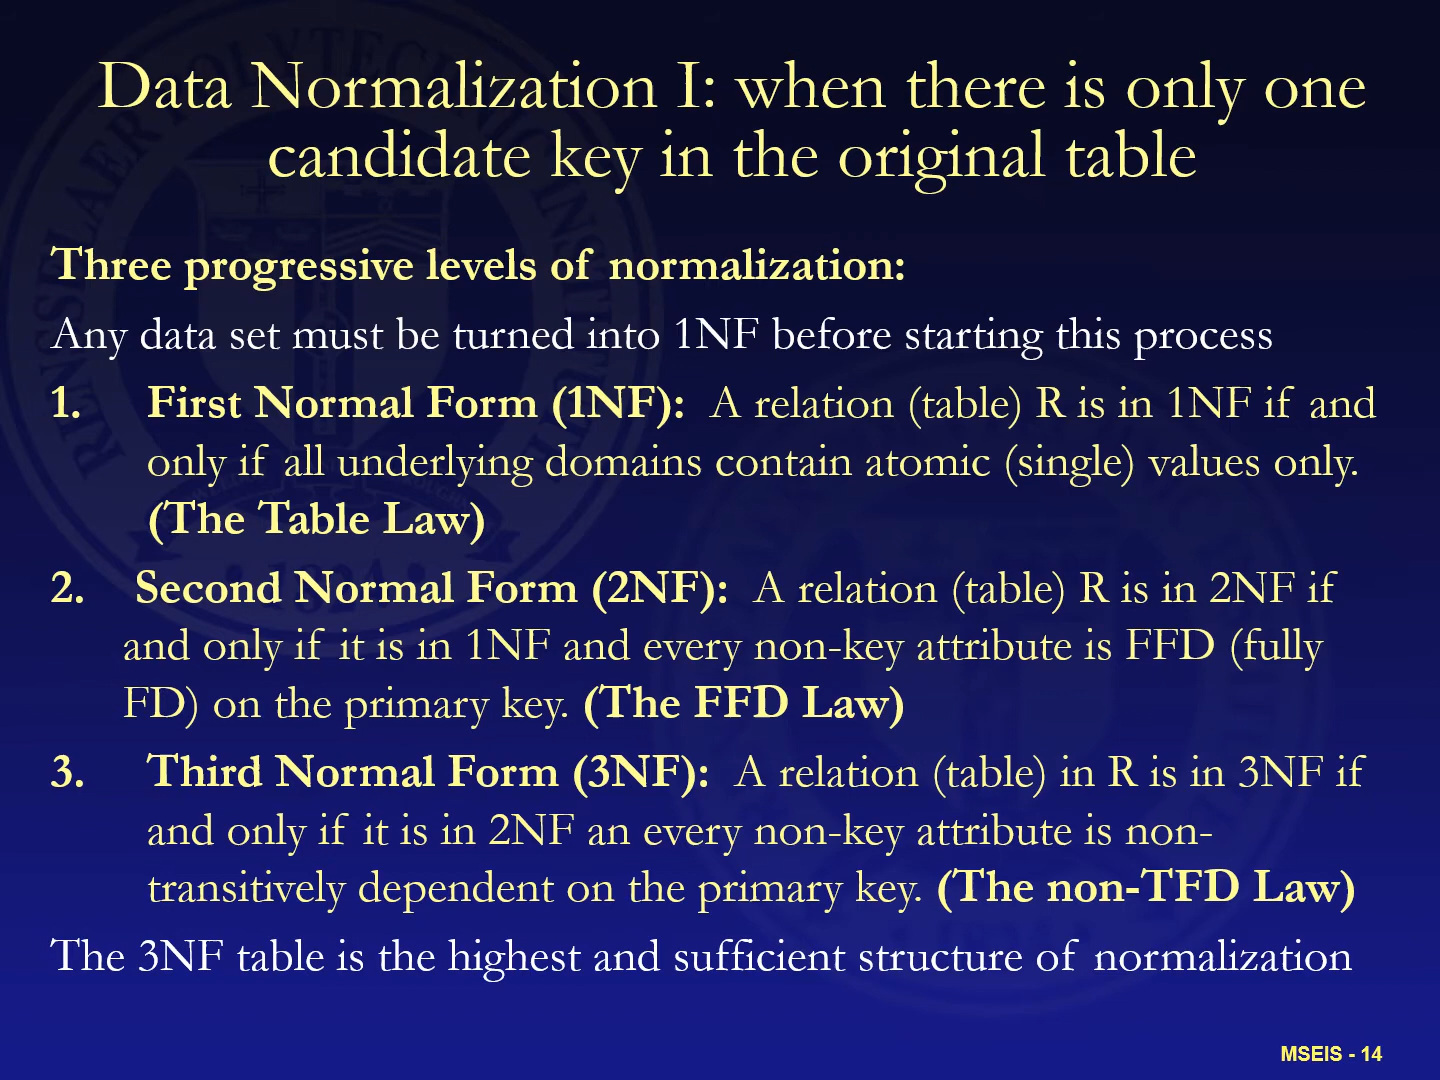 Data Normalization I: when there is only one
candidate key in the original table
Three progressive levels of normalization:
Any data set must be turned into 1NF before starting this process
1. First Normal Form (1NF): A relation (table) R is in 1NF if and
only if all underlying domains contain atomic (single) values only.
(The Table Law)
2. Second Normal Form (2NF): A relation (table) R is in 2NF if
and only if it is in 1NF and every non-key attribute is FFD (fully
FD) on the primary key. (The FFD Law)
3. Third Normal Form (3NF): A relation (table) in R is in 3NF if
and only if it is in 2NF an every non-key attribute is non-
transitively dependent on the primary key. (The non-TFD Law)
The 3NF table is the highest and sufficient structure of normalization
MSEIS - 14